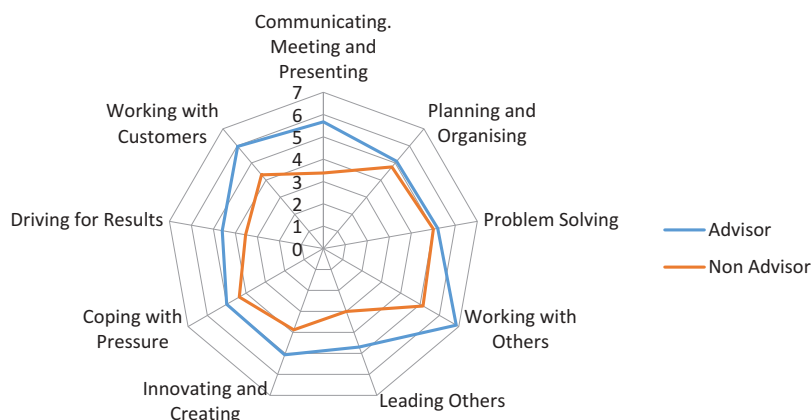 Communicating.
Meeting and
Presenting
Working with
Customers
Planning and
Organising
7
6
5
4
3
2
1
0
Driving for Results
Problem Solving
Advisor
Non Advisor
Coping with
Pressure
Working with
Others
Innovating and
Creating
Leading Others